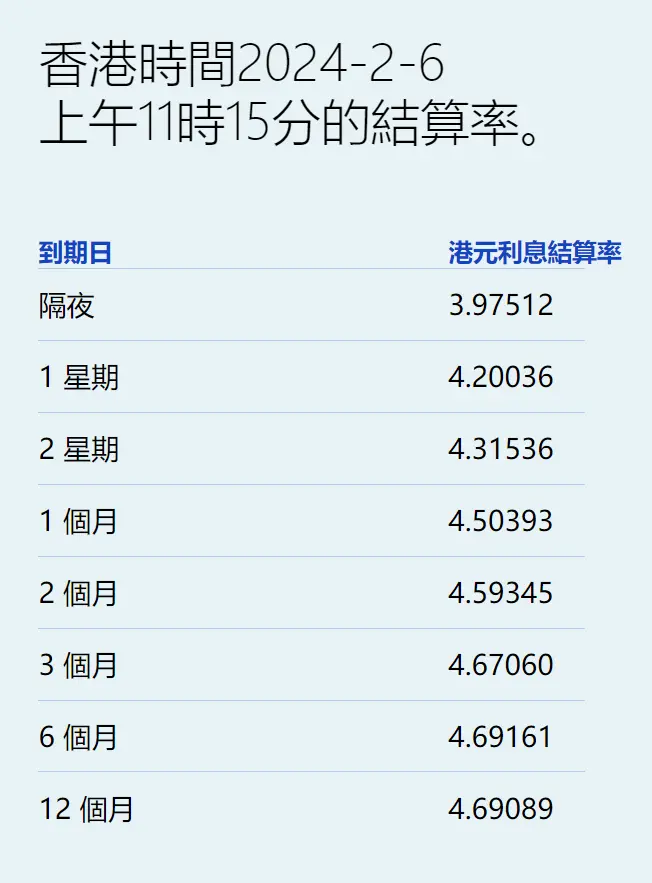 香港時間2024-2-6
上午11時15分的結算率。
到期日 港元利息結算率
隔夜 3.97512
1 星期 4.20036
2 星期 4.31536
1 個月 4.50393
2 個月 4.59345
3 個月 4.67060
6 個月 4.69161
12 個月 4.69089